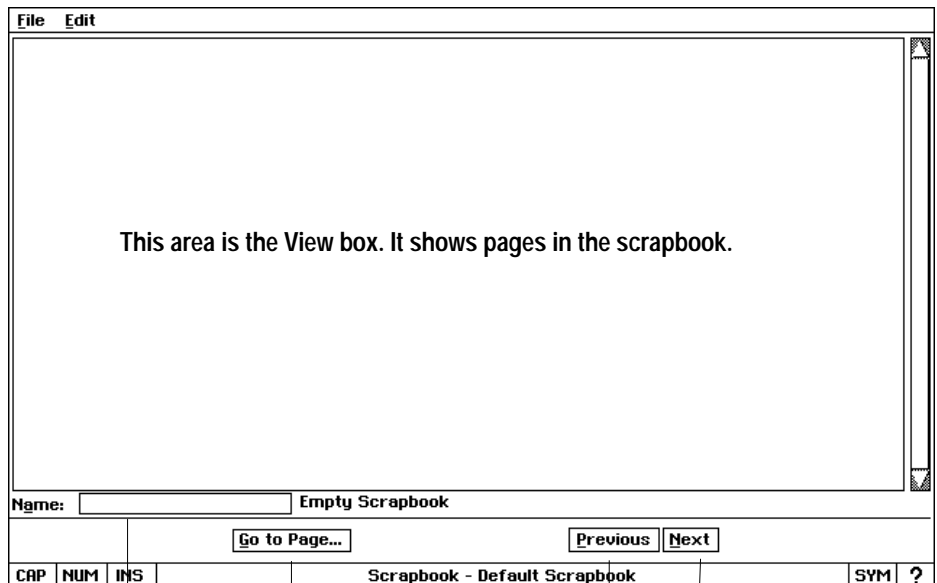 File Edit
This area is the View box. It shows pages in the scrapbook.
Name: Empty Scrapbook
Go to Page... Previous Next
CAP NUM INS Scrapbook - Default Scrapbook SYM ?